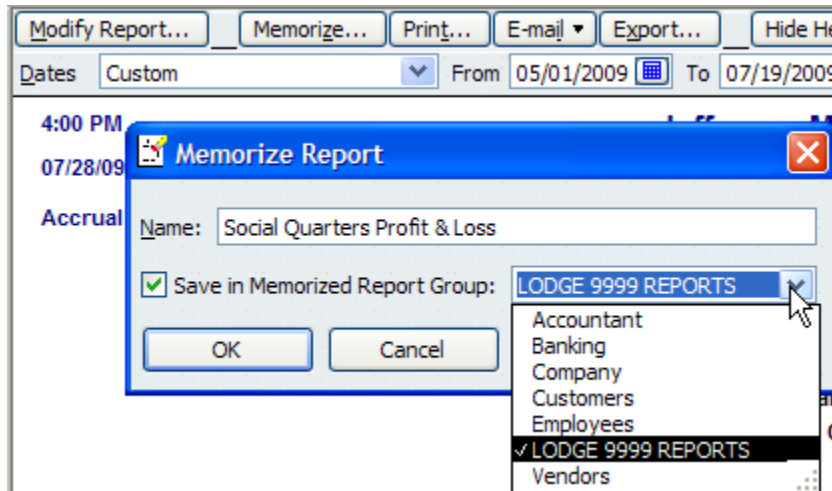 Modify Report... Memorize... Print... E-mail Export... Hide He
Dates Custom From 05/01/2009 To 07/19/2009
4:00 PM
07/28/09
Accrual
Memorize Report
Name: Social Quarters Profit & Loss
Save in Memorized Report Group: LODGE 9999 REPORTS
OK Cancel
Accountant
Banking
Company
Customers
Employees
LODGE 9999 REPORTS
Vendors